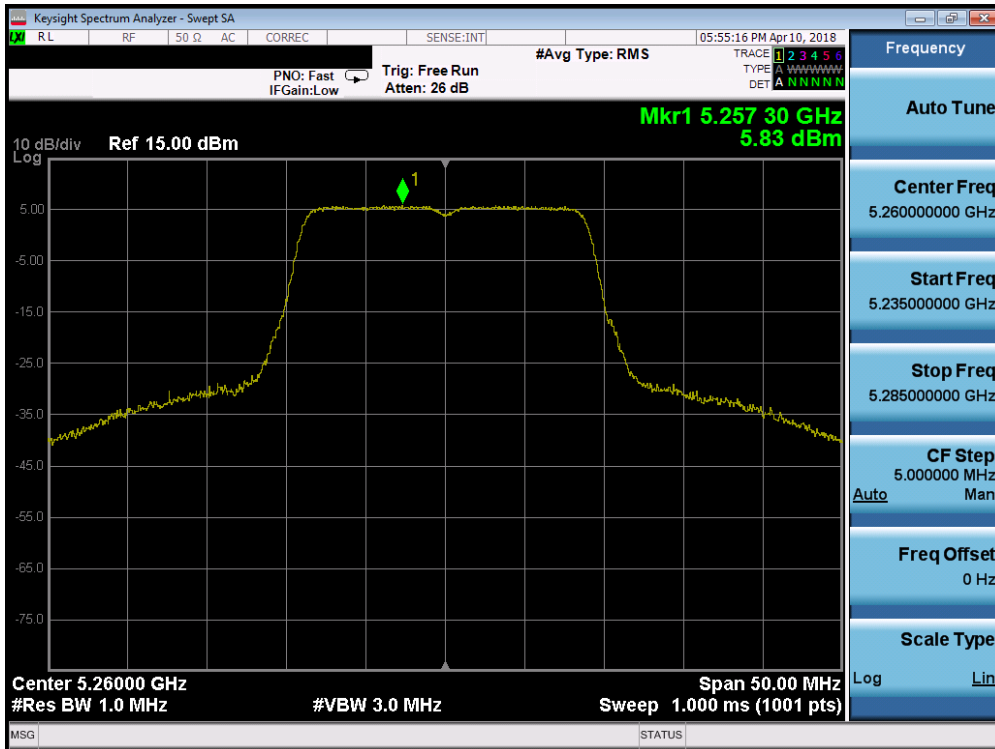 Keysight Spectrum Analyzer - Swept SA
LXI RL RF 50 Ω AC CORREC SENSE:INT 05:55:16 PM Apr 10, 2018
Frequency
#Avg Type: RMS
TRACE 1 2 3 4 5 6
PNO: Fast Trig: Free Run
TYPE A WWWWW
IFGain:Low Atten: 26 dB
DET A N N N N N
Auto Tune
Mkr1 5.257 30 GHz
5.83 dBm
10 dB/div Ref 15.00 dBm
Log
1
5.00
-5.00
-15.0
-25.0
-35.0
-45.0
-55.0
-65.0
-75.0
Center Freq
5.260000000 GHz
Start Freq
5.235000000 GHz
Stop Freq
5.285000000 GHz
CF Step
5.000000 MHz
Auto Man
Freq Offset
0 Hz
Scale Type
Log Lin
Center 5.26000 GHz Span 50.00 MHz
#Res BW 1.0 MHz #VBW 3.0 MHz Sweep 1.000 ms (1001 pts)
MSG STATUS